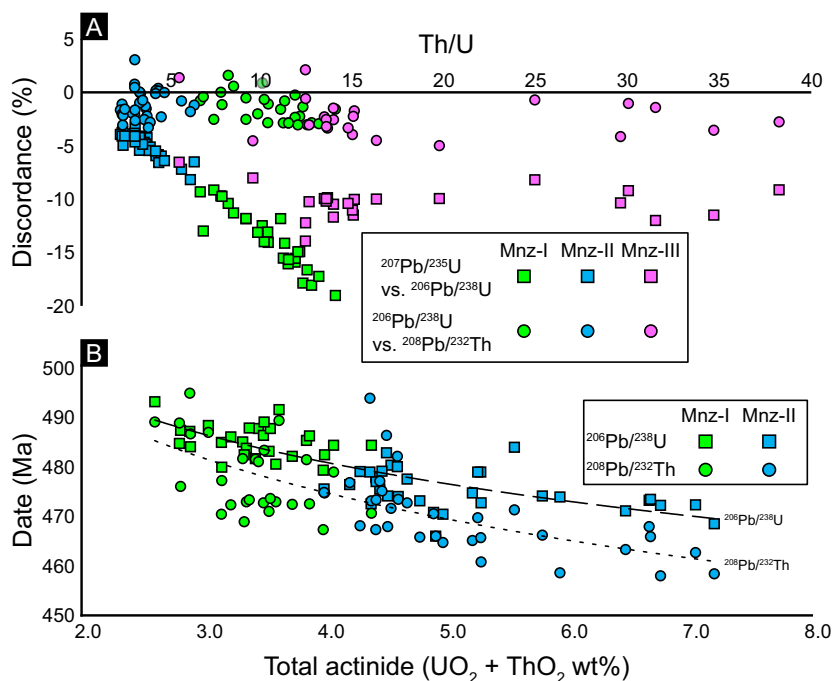 A
Th/U
5
0
-5
-10
-15
-20
5 10 15 20 25 30 35 40
Discordance (%)
Mnz-I Mnz-II Mnz-III
²⁰⁷Pb/²³⁵U
vs. ²⁰⁶Pb/²³⁸U
²⁰⁶Pb/²³⁸U
vs. ²⁰⁸Pb/²³²Th
B
500
490
480
470
460
450
Date (Ma)
Mnz-I Mnz-II
²⁰⁶Pb/²³⁸U
²⁰⁸Pb/²³²Th
²⁰⁶Pb/²³⁸U
²⁰⁸Pb/²³²Th
2.0 3.0 4.0 5.0 6.0 7.0 8.0
Total actinide (UO₂ + ThO₂ wt%)